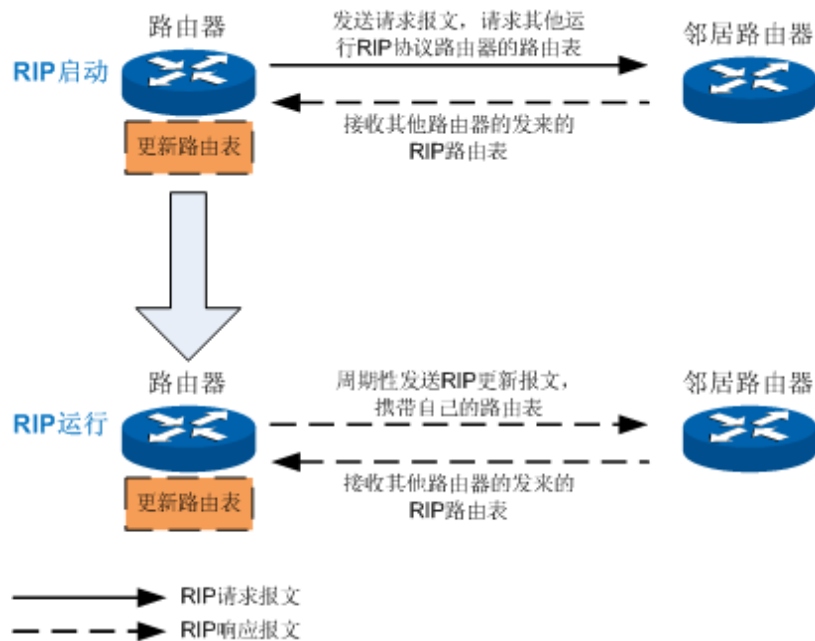 路由器
发送请求报文，请求其他运
行RIP协议路由器的路由表
邻居路由器
RIP启动
接收其他路由器的发来的
RIP路由表
更新路由表
路由器
周期性发送RIP更新报文，
携带自己的路由表
邻居路由器
RIP运行
接收其他路由器的发来的
RIP路由表
更新路由表
RIP请求报文
RIP响应报文